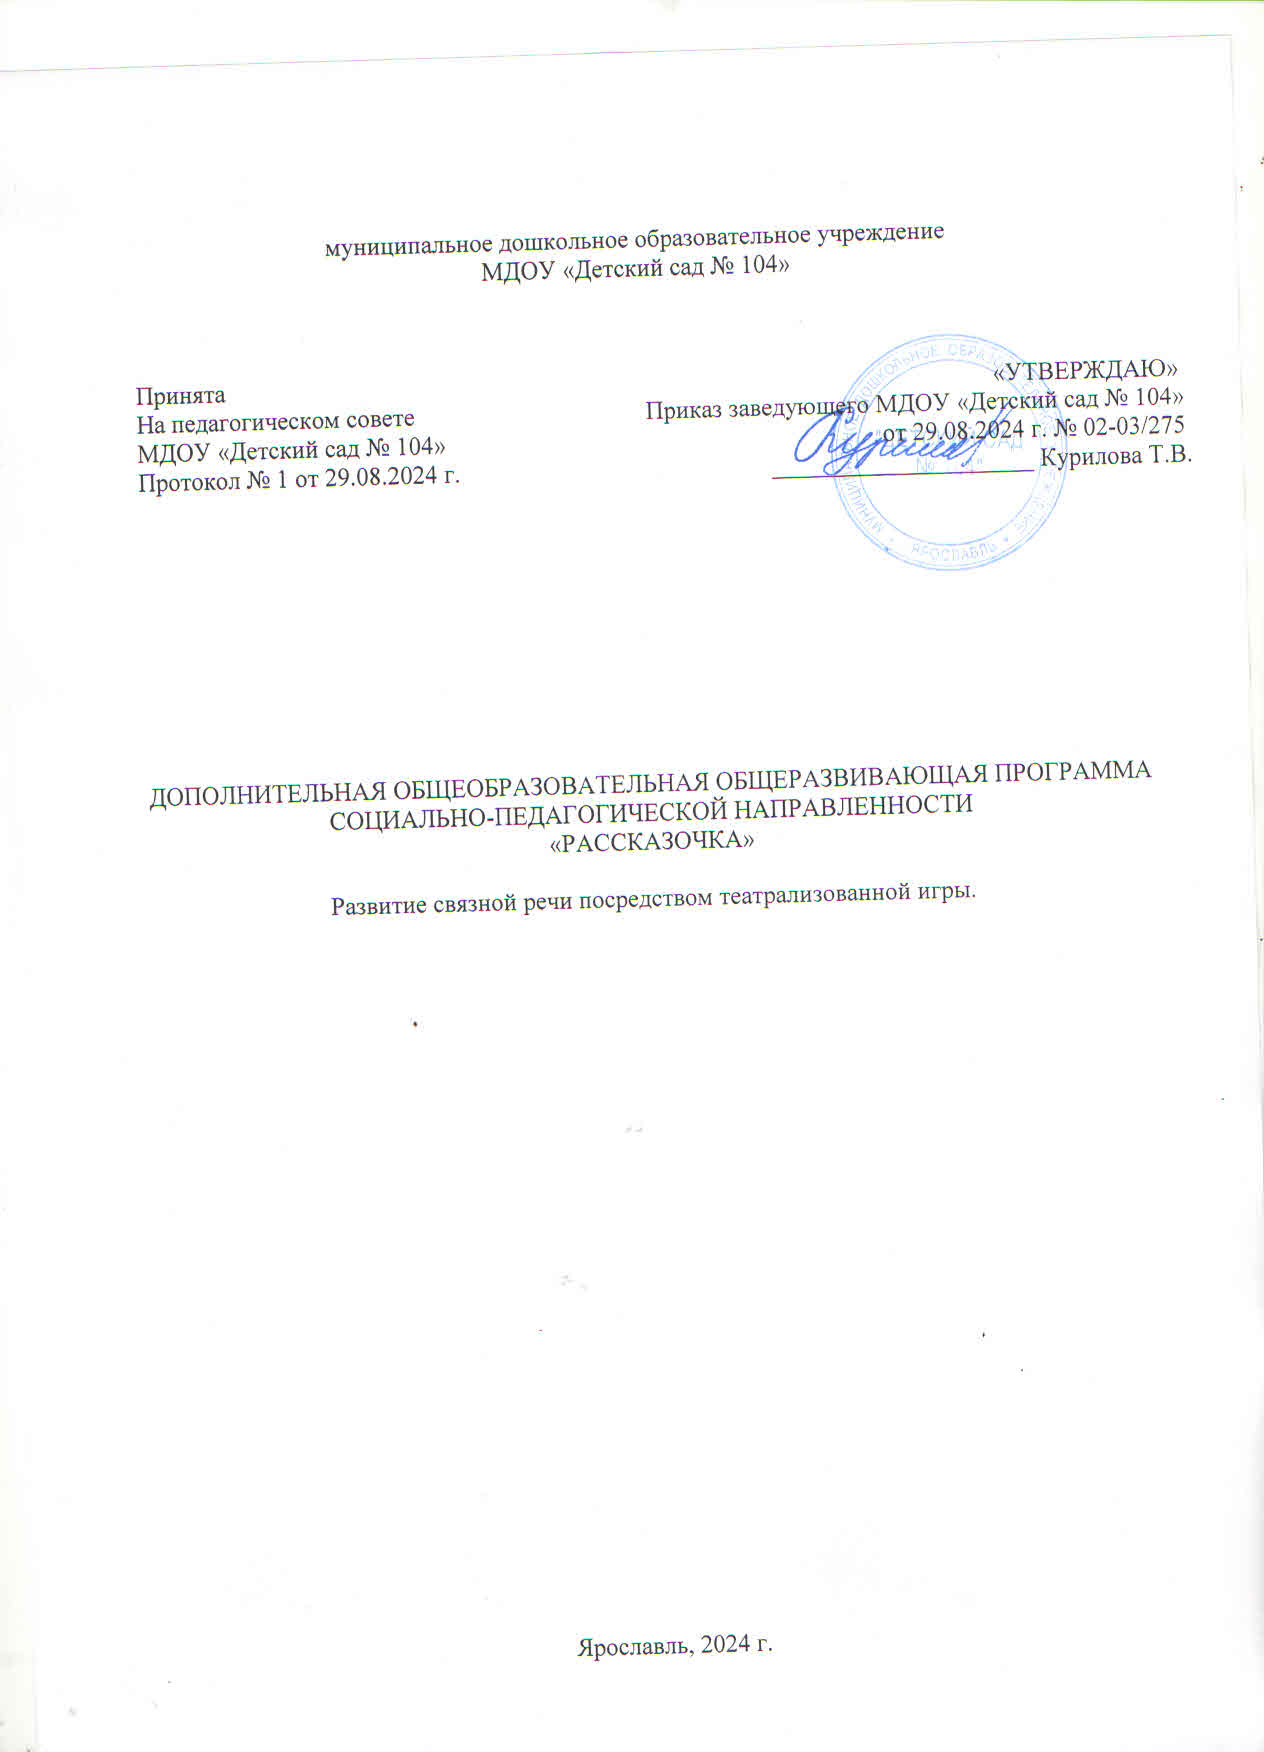 муниципальное дошкольное образовательное учреждение
МДОУ «Детский сад № 104»
Принята
На педагогическом совете
МДОУ «Детский сад № 104»
Протокол № 1 от 29.08.2024 г.
«УТВЕРЖДАЮ»
Приказ заведующего МДОУ «Детский сад № 104»
от 29.08.2024 г. № 02-03/275
Курилова Т.В.
ЯРОСЛАВЛЬ
ДОПОЛНИТЕЛЬНАЯ ОБЩЕОБРАЗОВАТЕЛЬНАЯ ОБЩЕРАЗВИВАЮЩАЯ ПРОГРАММА
СОЦИАЛЬНО-ПЕДАГОГИЧЕСКОЙ НАПРАВЛЕННОСТИ
«РАССКАЗОЧКА»
Развитие связной речи посредством театрализованной игры.
Ярославль, 2024 г.